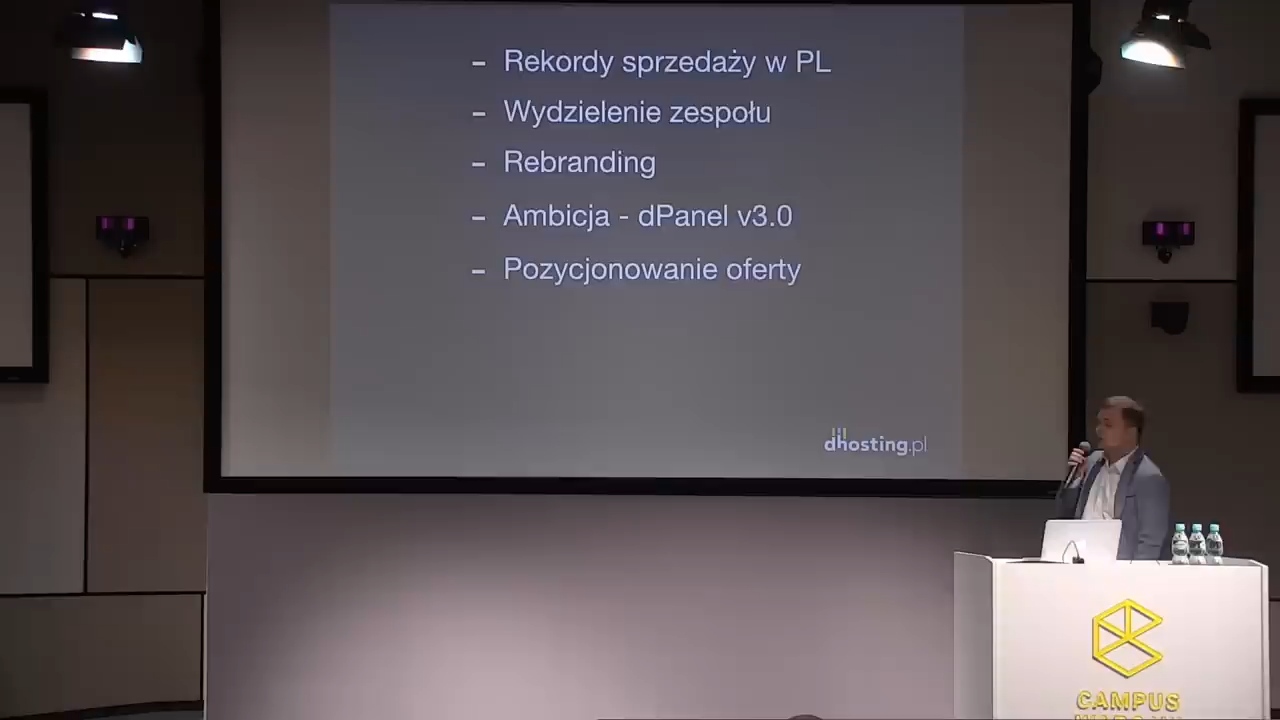 - Rekordy sprzedaży w PL
- Wydzielenie zespołu
- Rebranding
- Ambicja - dPanel v3.0
- Pozycjonowanie oferty
dhosting.pl
CAMPUS